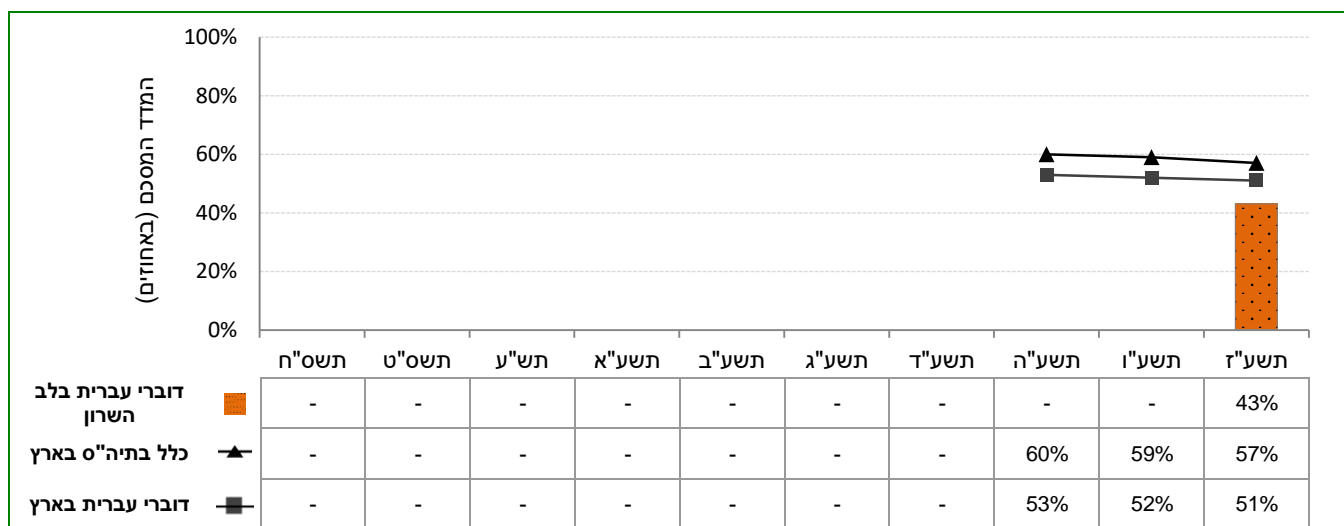 המדד המסכם (באחוזים)
100%
80%
60%
40%
20%
0%
תשס"ח תשס"ט תש"ע תשע"א תשע"ב תשע"ג תשע"ד תשע"ה תשע"ו תשע"ז
דוברי עברית בלב
השרון - - - - - - - - - 43%
כלל בתיה"ס בארץ - - - - - - - 60% 59% 57%
דוברי עברית בארץ - - - - - - - 53% 52% 51%